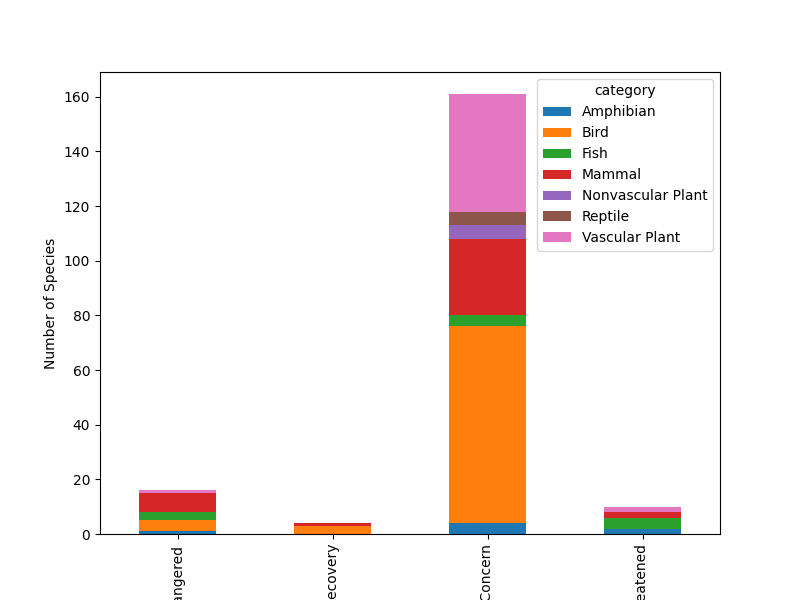 category
Amphibian
Bird
Fish
Mammal
Nonvascular Plant
Reptile
Vascular Plant
Number of Species
160
140
120
100
80
60
40
20
0
angered
ecovery
Concern
eatened